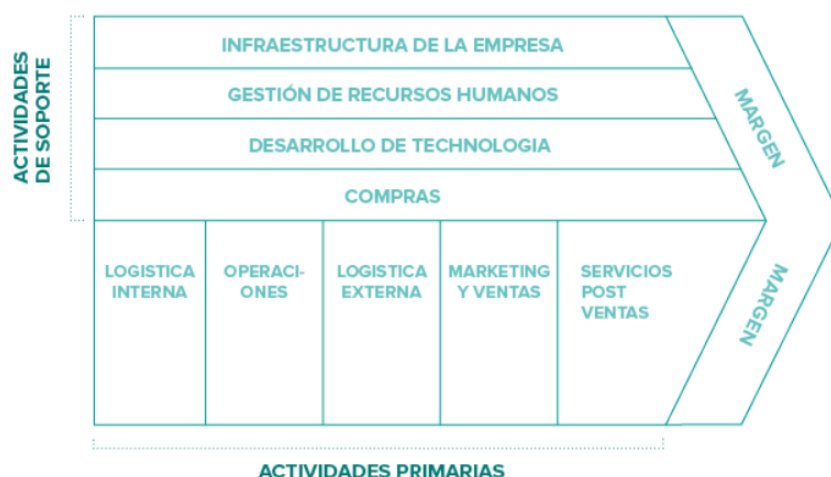 ACTIVIDADES
DE SOPORTE
INFRAESTRUCTURA DE LA EMPRESA
GESTIÓN DE RECURSOS HUMANOS
DESARROLLO DE TECHNOLOGIA
COMPRAS
MARGEN
LOGISTICA
INTERNA
OPERACI-
ONES
LOGISTICA
EXTERNA
MARKETING
Y VENTAS
SERVICIOS
POST
VENTAS
MARGEN
ACTIVIDADES PRIMARIAS